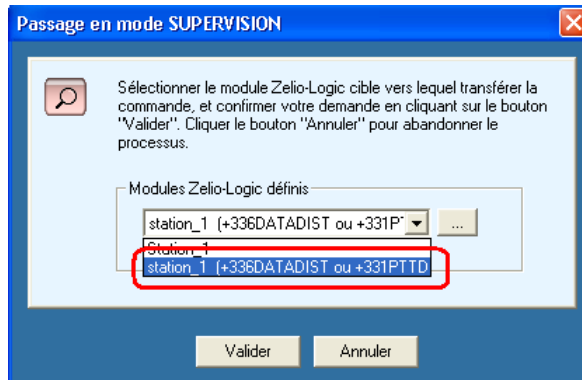 Passage en mode SUPERVISION
Sélectionner le module Zelio-Logic cible vers lequel transférer la
commande, et confirmer votre demande en cliquant sur le bouton
"Valider". Cliquer le bouton "Annuler" pour abandonner le
processus.
Modules Zelio-Logic définis
station_1 (+336DATADIST ou +331P
...
Station_1
station_1 (+336DATADIST ou +331PTTD
Valider
Annuler